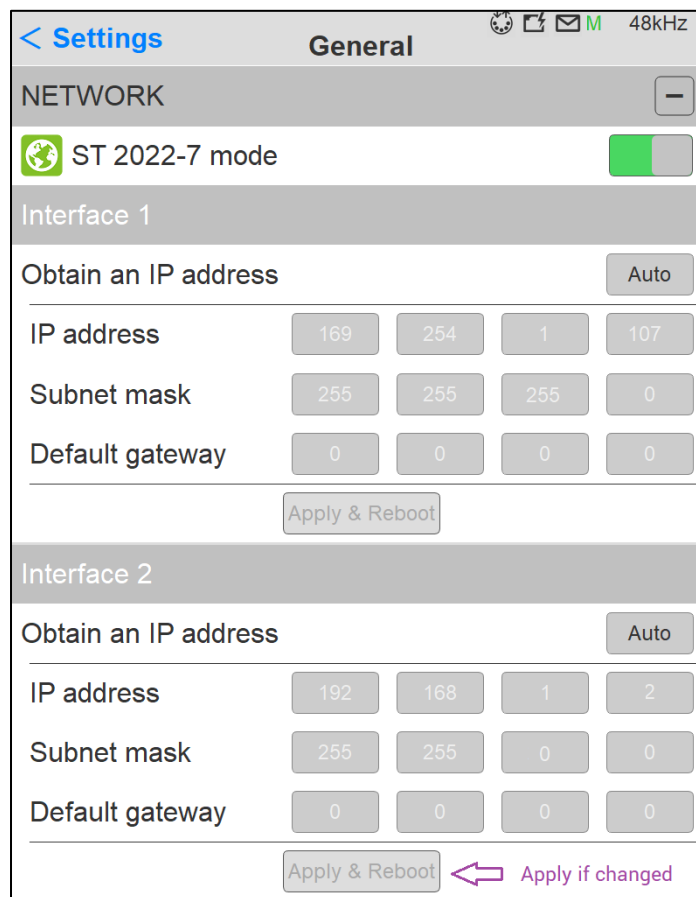 < Settings General M 48kHz
NETWORK
ST 2022-7 mode
Interface 1
Obtain an IP address Auto
IP address 169 254 1 107
Subnet mask 255 255 255 0
Default gateway 0 0 0 0
Apply & Reboot
Interface 2
Obtain an IP address Auto
IP address 192 168 1 2
Subnet mask 255 255 0 0
Default gateway 0 0 0 0
Apply & Reboot Apply if changed